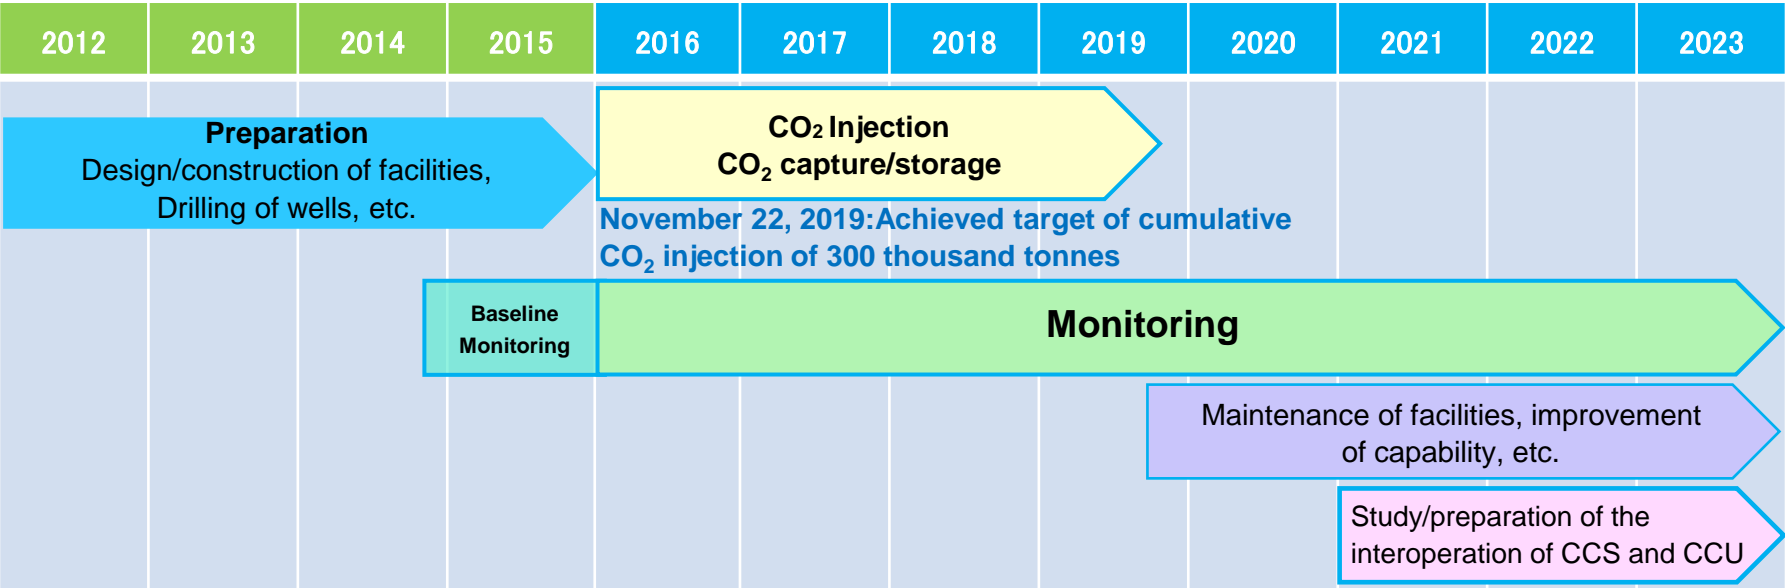 2012 2013 2014 2015 2016 2017 2018 2019 2020 2021 2022 2023
Preparation
Design/construction of facilities,
Drilling of wells, etc.
CO2 Injection
CO2 capture/storage
November 22, 2019:Achieved target of cumulative
CO2 injection of 300 thousand tonnes
Baseline
Monitoring
Monitoring
Maintenance of facilities, improvement
of capability, etc.
Study/preparation of the
interoperation of CCS and CCU